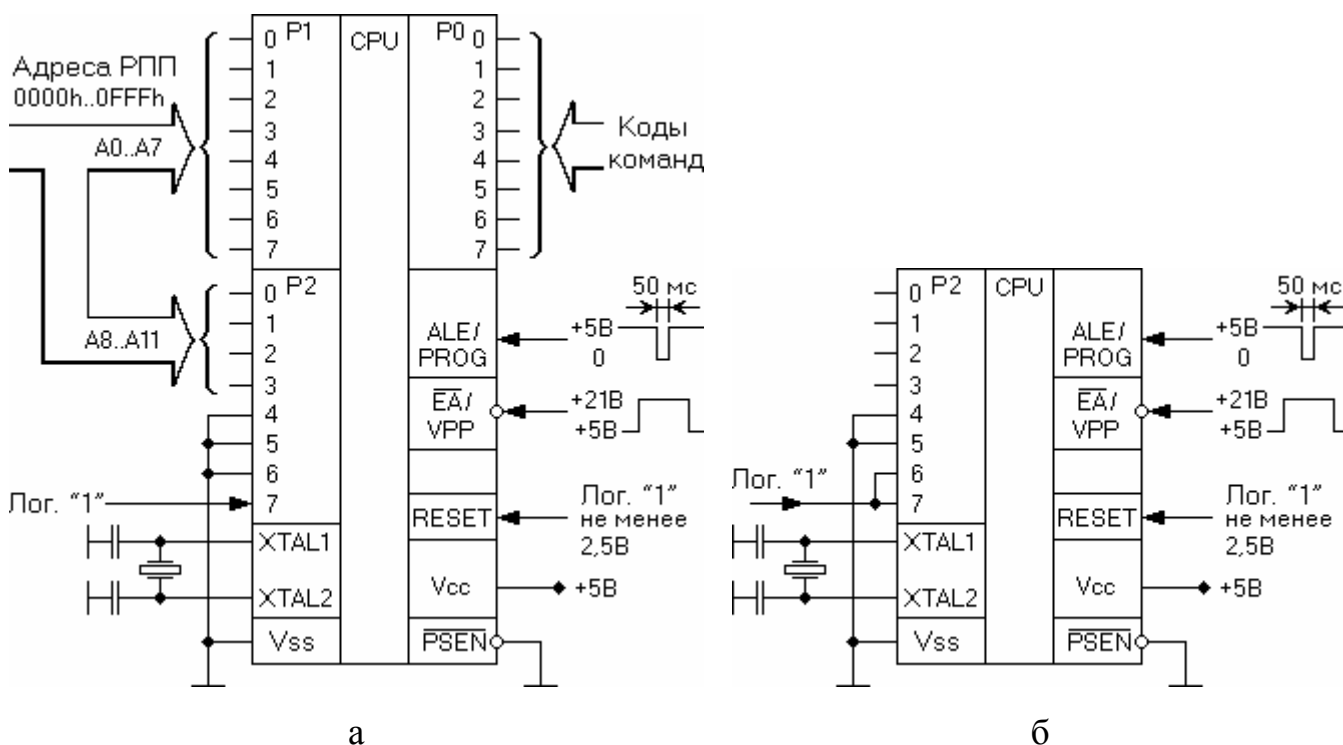 P1 CPU P0
0 0
1 1
Адреса РПП
0000h..0FFFh
2 2
3 3
A0..A7
4 4
Коды
команд
5 5
6 6
7 7
P2
0
1
A8..A11
2
3
4
5
6
7
Лог. “1”
ALE/
PROG
+5В
0
50 мс
EA/
VPP
+21В
+5В
RESET
Лог. “1”
не менее
2,5В
XTAL1
XTAL2
Vcc
+5В
Vss
PSEN
а
P2 CPU
0
1
2
3
4
5
6
7
Лог. “1”
ALE/
PROG
+5В
0
50 мс
EA/
VPP
+21В
+5В
RESET
Лог. “1”
не менее
2,5В
XTAL1
XTAL2
Vcc
+5В
Vss
PSEN
б